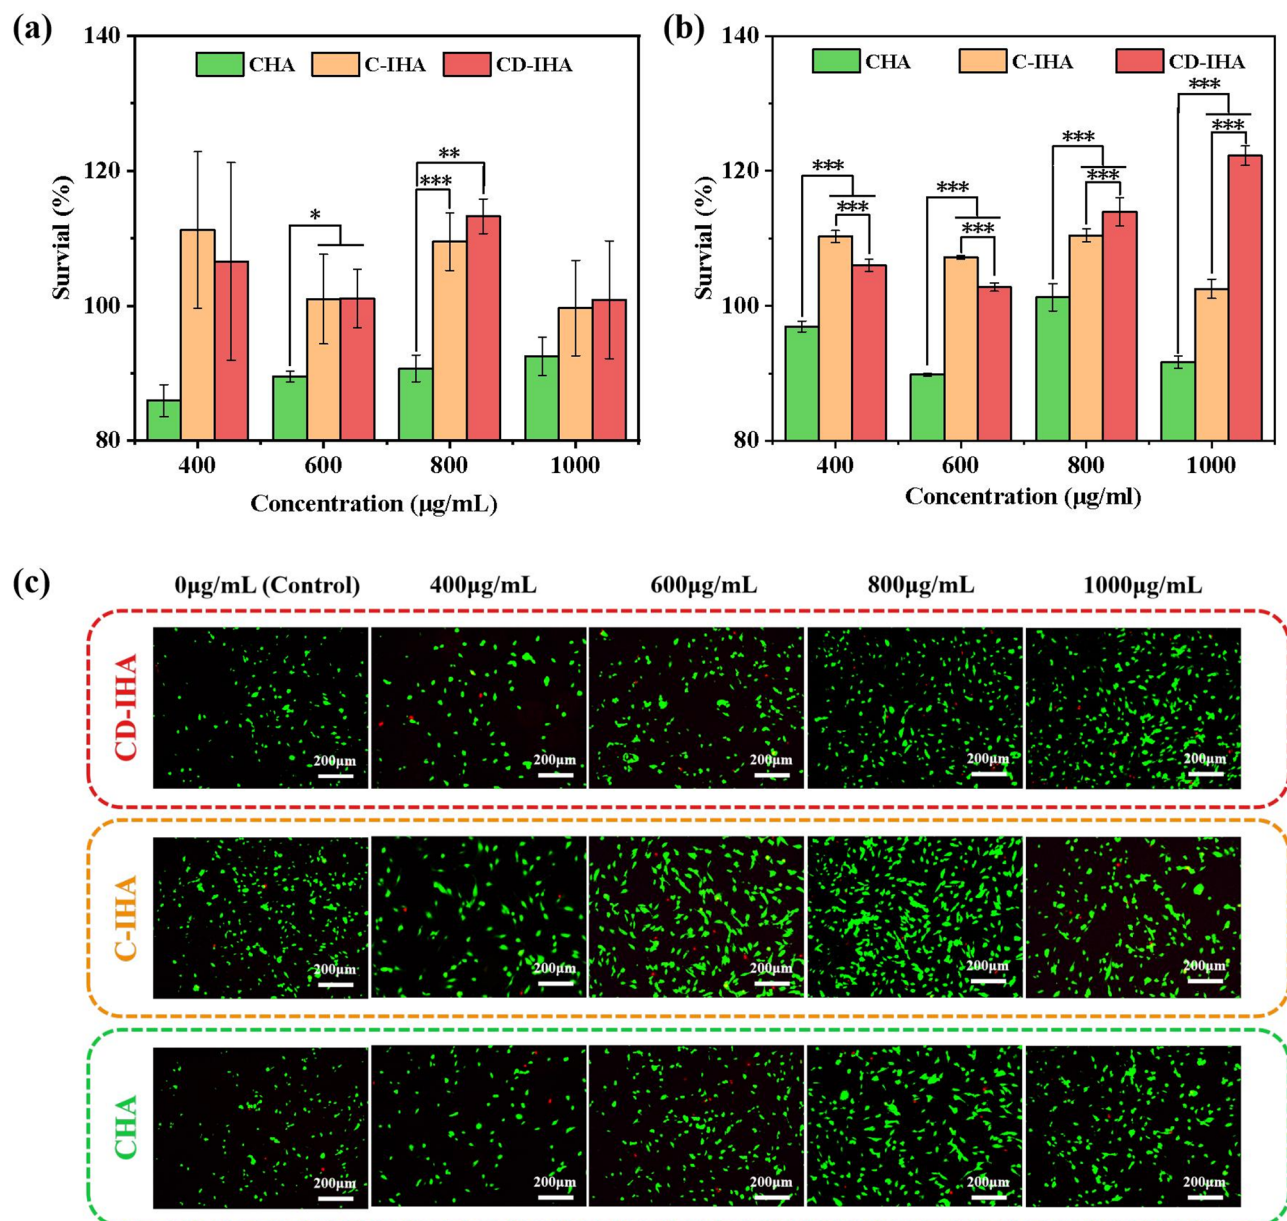 (a)
140
120
100
80
Survial (%)
CHA C-IHA CD-IHA
*
***
**
400 600 800 1000
Concentration (μg/mL)
(b)
140
120
100
80
Survial (%)
CHA C-IHA CD-IHA
***
***
***
***
***
***
***
***
400 600 800 1000
Concentration (μg/ml)
(c)
0μg/mL (Control) 400μg/mL 600μg/mL 800μg/mL 1000μg/mL
CD-IHA
200μm 200μm 200μm 200μm 200μm
C-IHA
200μm 200μm 200μm 200μm 200μm
CHA
200μm 200μm 200μm 200μm 200μm